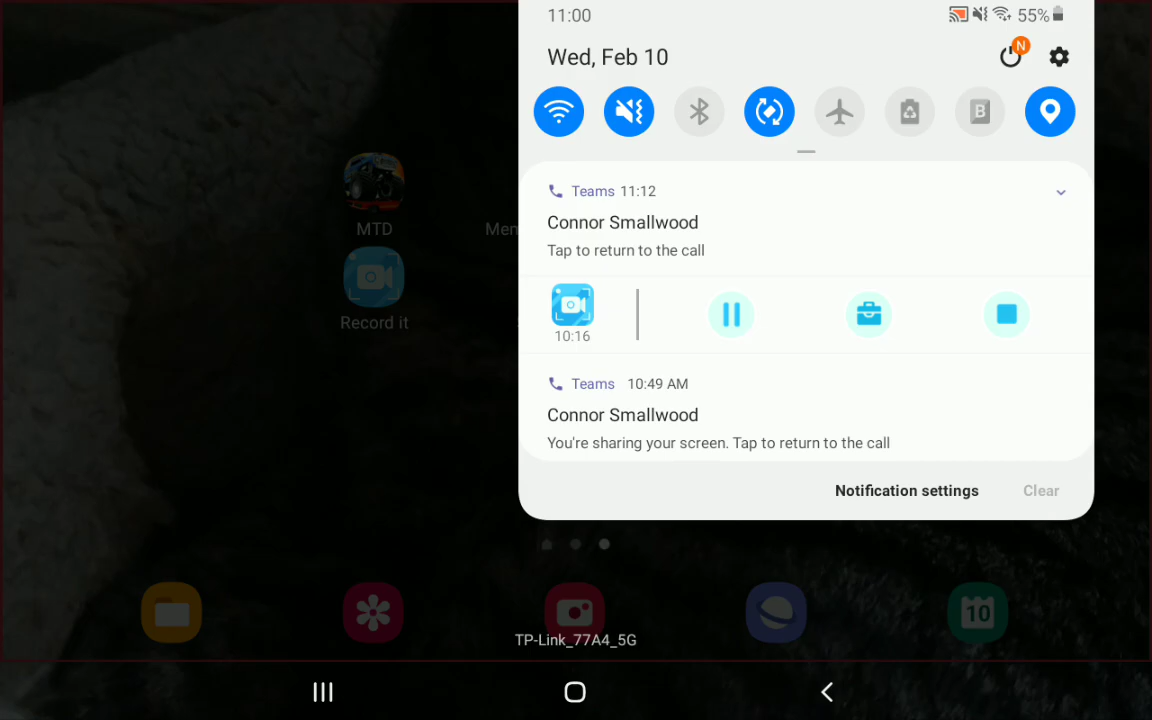 11:00
55%
Wed, Feb 10
N
B
Teams 11:12
Connor Smallwood
Tap to return to the call
10:16
Teams 10:49 AM
Connor Smallwood
You're sharing your screen. Tap to return to the call
Notification settings
Clear
MTD
Mem
Record it
10
TP-Link_77A4_5G